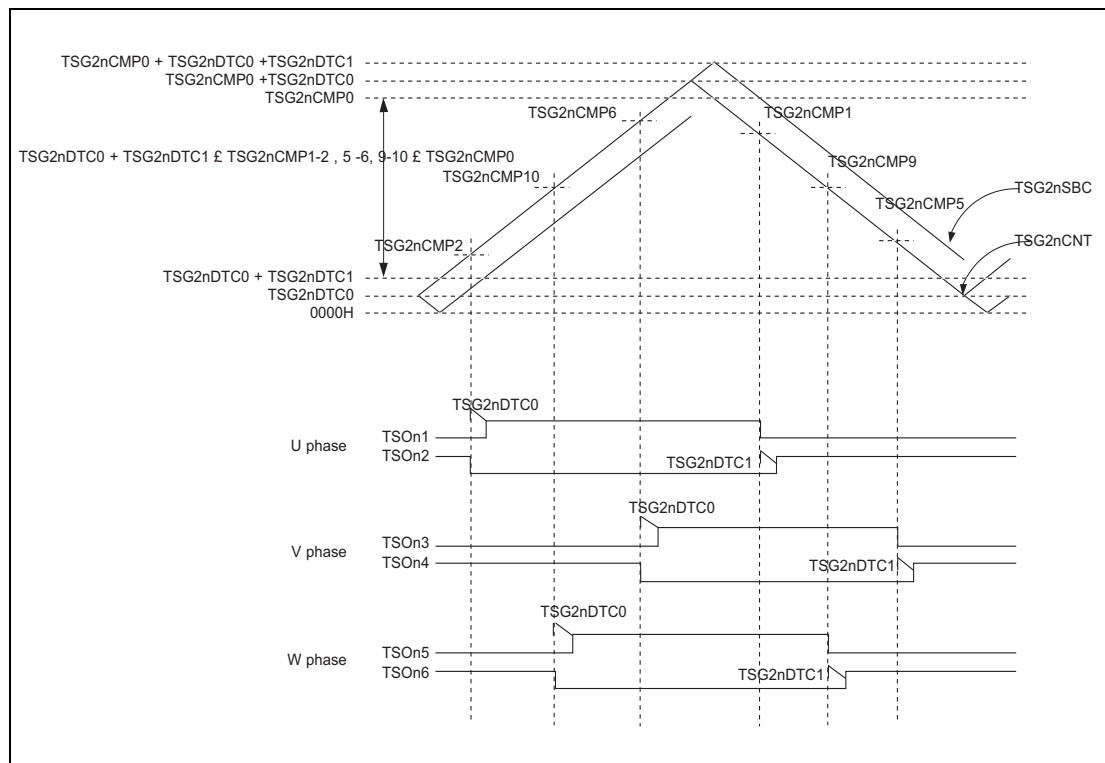 TSG2nCMP0 + TSG2nDTC0 +TSG2nDTC1
TSG2nCMP0 +TSG2nDTC0
TSG2nCMP0
TSG2nCMP6
TSG2nCMP1
TSG2nDTC0 + TSG2nDTC1 £ TSG2nCMP1-2 , 5 -6, 9-10 £ TSG2nCMP0
TSG2nCMP9
TSG2nCMP10
TSG2nSBC
TSG2nCMP5
TSG2nCMP2
TSG2nCNT
TSG2nDTC0 + TSG2nDTC1
TSG2nDTC0
0000H
TSG2nDTC0
U phase
TSOn1
TSOn2
TSG2nDTC1
TSG2nDTC0
V phase
TSOn3
TSOn4
TSG2nDTC1
TSG2nDTC0
W phase
TSOn5
TSOn6
TSG2nDTC1